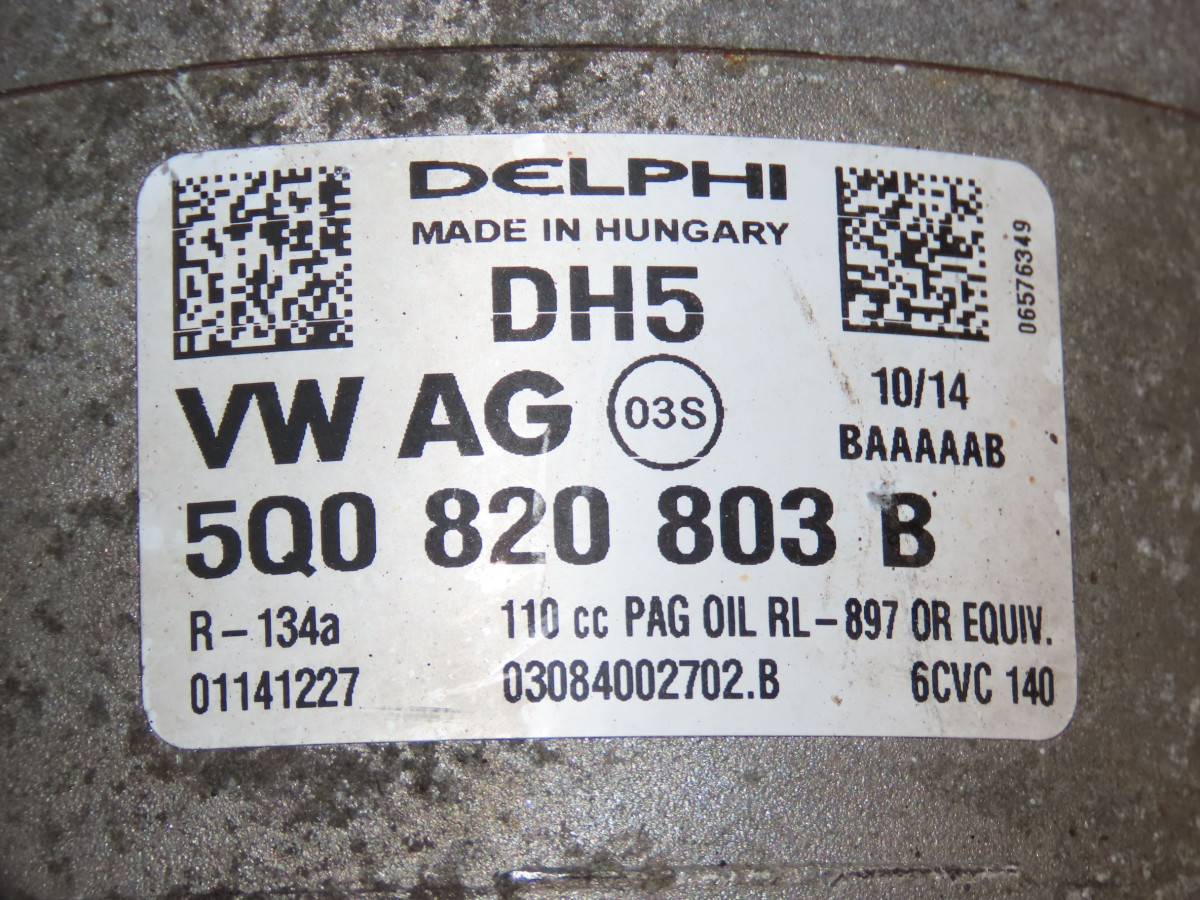 DELPHI
MADE IN HUNGARY
DH5
06576349
VW AG 03S
10/14
BAAAAAB
5Q0 820 803 B
R-134a 110 cc PAG OIL RL-897 OR EQUIV.
01141227 03084002702.B 6CVC 140